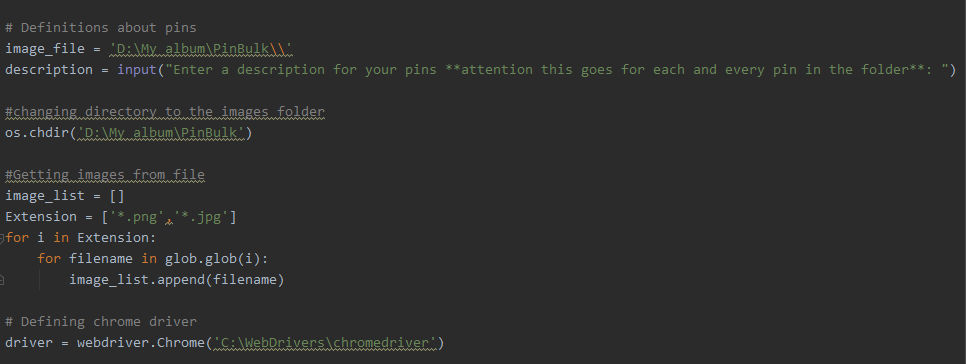 # Definitions about pins
image_file = 'D:\My album\PinBulk\\'
description = input("Enter a description for your pins **attention this goes for each and every pin in the folder**: ")
#changing directory to the images folder
os.chdir('D:\My album\PinBulk')
#Getting images from file
image_list = []
Extension = ['*.png','*.jpg']
for i in Extension:
    for filename in glob.glob(i):
        image_list.append(filename)
# Defining chrome driver
driver = webdriver.Chrome('C:\WebDrivers\chromedriver')